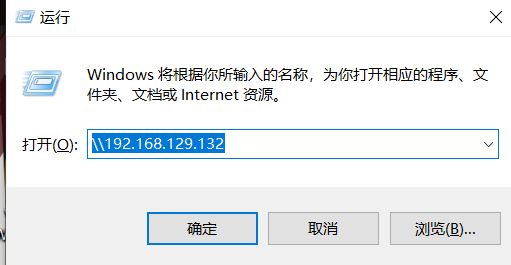 运行
Windows 将根据你所输入的名称，为你打开相应的程序、文
件夹、文档或 Internet 资源。
打开(O): \\192.168.129.132
确定 取消 浏览(B)...